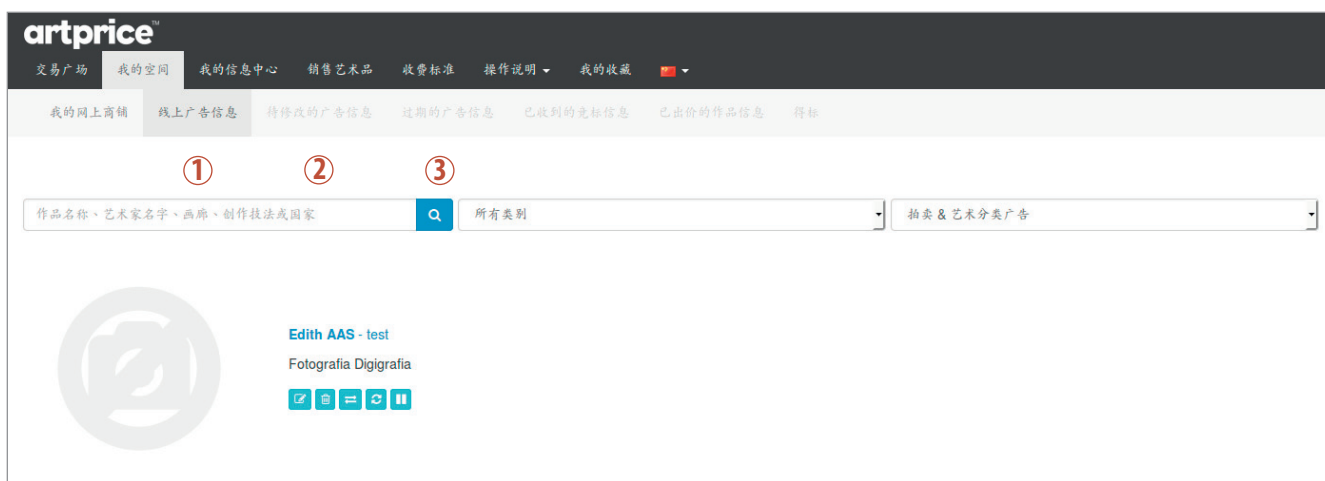 artprice™
交易广场 我的空间 我的信息中心 销售艺术品 收费标准 操作说明 我的收藏
我的网上商铺 线上广告信息 待修改的广告信息 过期的广告信息 已收到的竞标信息 已出价的作品信息 得标
① ② ③
作品名称、艺术家名字、画廊、创作技法或国家 所有类别 拍卖 & 艺术分类广告
Edith AAS - test
Fotografia Digigrafia